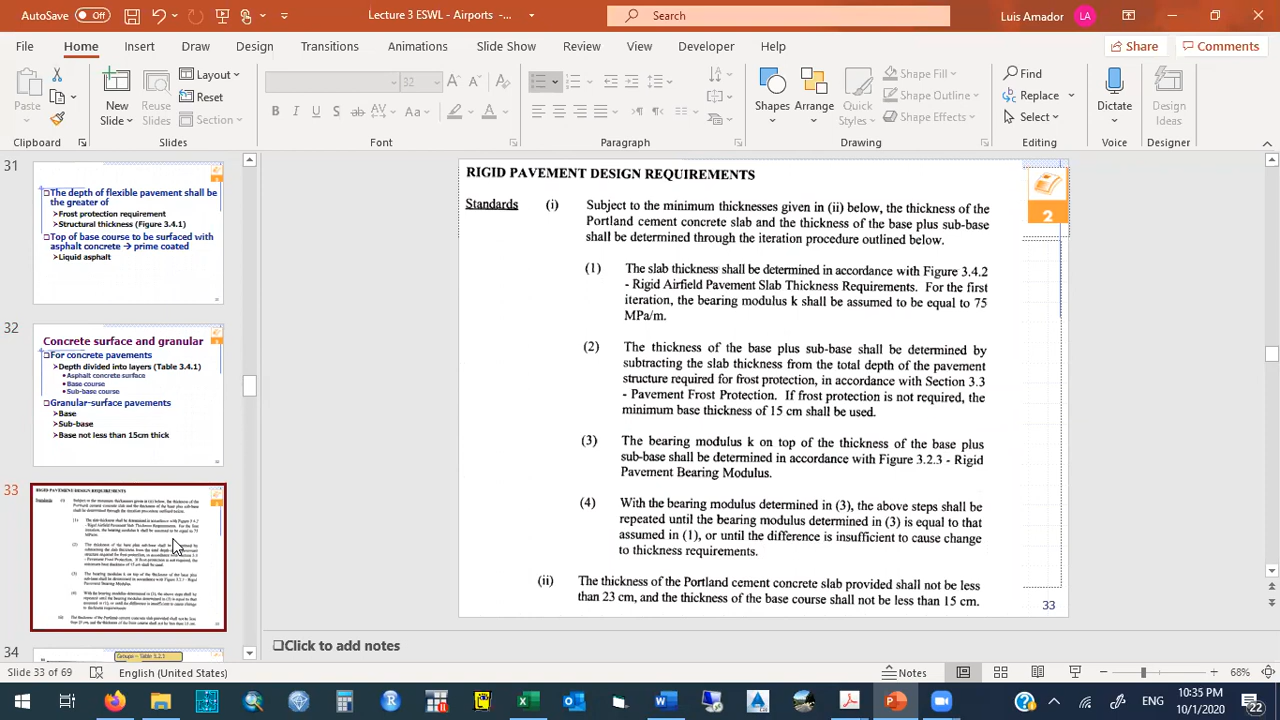 AutoSave Off Lecture 3 ESWL - Airports -... Search Luis Amador LA
File Home Insert Draw Design Transitions Animations Slide Show Review View Developer Help Share Comments
Paste New Slide Reuse Slides Layout Reset Section 32 Shapes Arrange Quick Styles Shape Fill Shape Outline Shape Effects Find Replace Select Dictate Design Ideas
Clipboard Slides Font Paragraph Drawing Editing Voice Designer
31
The depth of flexible pavement shall be
the greater of
Frost protection requirement
Structural thickness (Figure 3.4.1)
Top of base course to be surfaced with
asphalt concrete → prime coated
Liquid asphalt
32
Concrete surface and granular
For concrete pavements
Depth divided into layers (Table 3.4.1)
Asphalt concrete surface
Base course
Sub-base course
Granular-surface pavements
Base
Sub-base
Base not less than 15cm thick
33
34
Groups – Table 3.2.3
RIGID PAVEMENT DESIGN REQUIREMENTS
2
Standards (i) Subject to the minimum thicknesses given in (ii) below, the thickness of the
Portland cement concrete slab and the thickness of the base plus sub-base
shall be determined through the iteration procedure outlined below.
(1) The slab thickness shall be determined in accordance with Figure 3.4.2
- Rigid Airfield Pavement Slab Thickness Requirements. For the first
iteration, the bearing modulus k shall be assumed to be equal to 75
MPa/m.
(2) The thickness of the base plus sub-base shall be determined by
subtracting the slab thickness from the total depth of the pavement
structure required for frost protection, in accordance with Section 3.3
- Pavement Frost Protection. If frost protection is not required, the
minimum base thickness of 15 cm shall be used.
(3) The bearing modulus k on top of the thickness of the base plus
sub-base shall be determined in accordance with Figure 3.2.3 - Rigid
Pavement Bearing Modulus.
(4) With the bearing modulus determined in (3), the above steps shall be
repeated until the bearing modulus determined in (3) is equal to that
assumed in (1), or until the difference is insufficient to cause change
to thickness requirements.
(ii) The thickness of the Portland cement concrete slab provided shall not be less
than 23 cm, and the thickness of the base course shall not be less than 15 cm.
33
Click to add notes
Slide 33 of 69 English (United States) Notes 68%
ENG 10:35 PM
10/1/2020 22